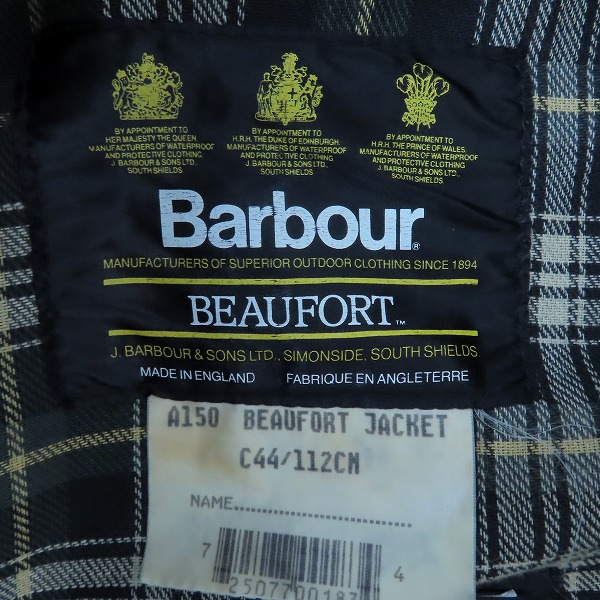 BY APPOINTMENT TO
HER MAJESTY THE QUEEN
MANUFACTURERS OF WATERPROOF
AND PROTECTIVE CLOTHING
J. BARBOUR & SONS LTD.,
SOUTH SHIELDS
BY APPOINTMENT TO
H.R.H. THE DUKE OF EDINBURGH
MANUFACTURERS OF WATERPROOF
AND PROTECTIVE CLOTHING
J. BARBOUR & SONS LTD.,
SOUTH SHIELDS
BY APPOINTMENT TO
H.R.H. THE PRINCE OF WALES
MANUFACTURERS OF WATERPROOF
AND PROTECTIVE CLOTHING
J. BARBOUR & SONS LTD.,
SOUTH SHIELDS.
Barbour®
MANUFACTURERS OF SUPERIOR OUTDOOR CLOTHING SINCE 1894
BEAUFORT™
J. BARBOUR & SONS LTD., SIMONSIDE, SOUTH SHIELDS
MADE IN ENGLAND FABRIQUE EN ANGLETERRE
A150 BEAUFORT JACKET
C44/112CM
NAME
7 4